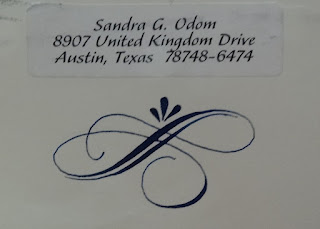 Sandra G. Odom
8907 United Kingdom Drive
Austin, Texas 78748-6474